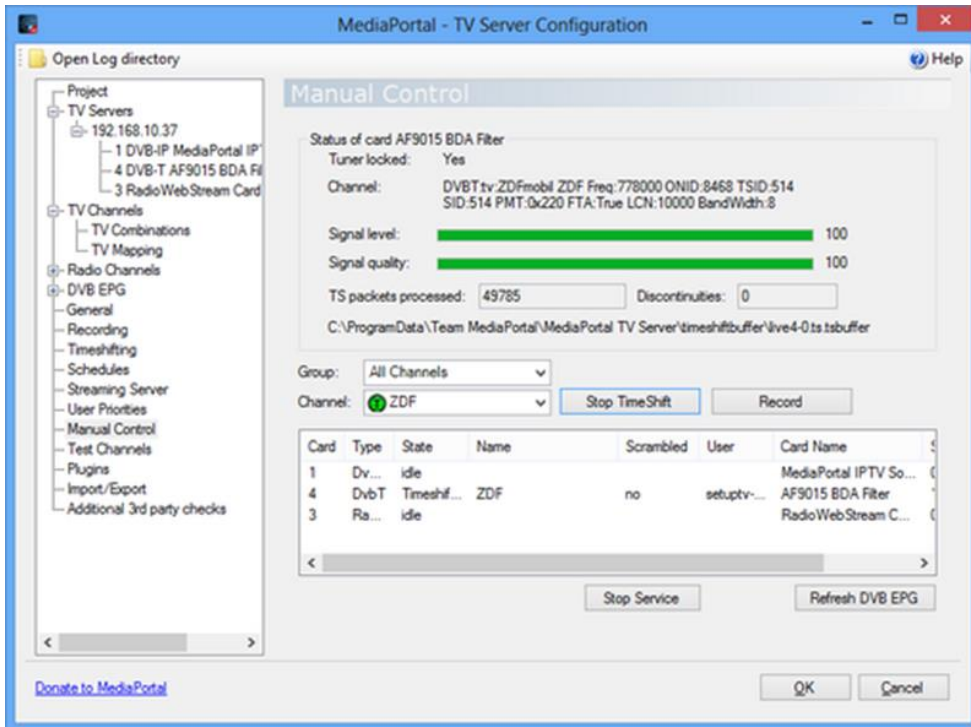 MediaPortal - TV Server Configuration
Open Log directory
Help
Project
TV Servers
192.168.10.37
1 DVB-IP MediaPortal IP
4 DVB-T AF9015 BDA Fil
3 RadioWebStream Card
TV Channels
TV Combinations
TV Mapping
Radio Channels
DVB EPG
General
Recording
Timeshifting
Schedules
Streaming Server
User Priorities
Manual Control
Test Channels
Plugins
Import/Export
Additional 3rd party checks
Manual Control
Status of card AF9015 BDA Filter
Tuner locked: Yes
Channel: DVBT:tv:ZDFmobil ZDF Freq:778000 ONID:8468 TSID:514
SID:514 PMT:0x220 FTA:True LCN:10000 BandWidth:8
Signal level: 100
Signal quality: 100
TS packets processed: 49785 Discontinuities: 0
C:\ProgramData\Team MediaPortal\MediaPortal TV Server\timeshiftbuffer\live4-0.ts.tsbuffer
Group: All Channels
Channel: ZDF Stop TimeShift Record
Card Type State Name Scrambled User Card Name
1 Dv... idle MediaPortal IPTV So...
4 DvbT Timeshif... ZDF no setuptv-... AF9015 BDA Filter
3 Ra... idle RadioWebStream C...
Stop Service Refresh DVB EPG
Donate to MediaPortal
OK Cancel